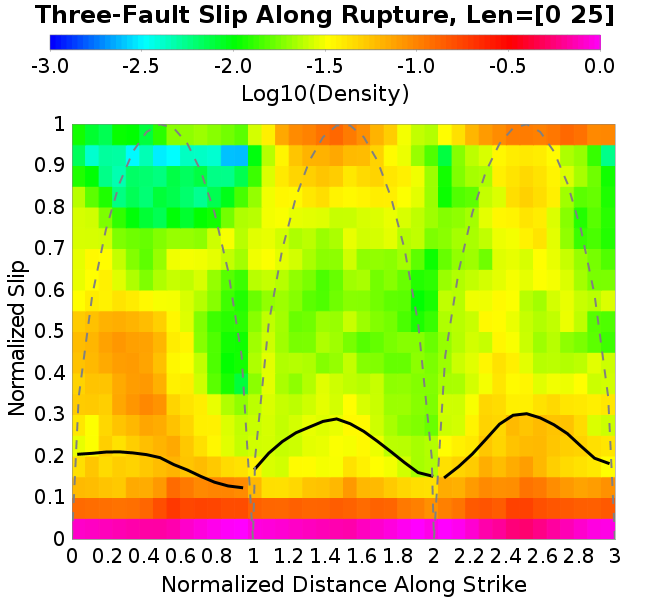 Three-Fault Slip Along Rupture, Len=[0 25]
-3.0 -2.5 -2.0 -1.5 -1.0 -0.5 0.0
Log10(Density)
1
0.9
0.8
0.7
0.6
0.5
0.4
0.3
0.2
0.1
0
Normalized Slip
0 0.2 0.4 0.6 0.8 1 1.2 1.4 1.6 1.8 2 2.2 2.4 2.6 2.8 3
Normalized Distance Along Strike